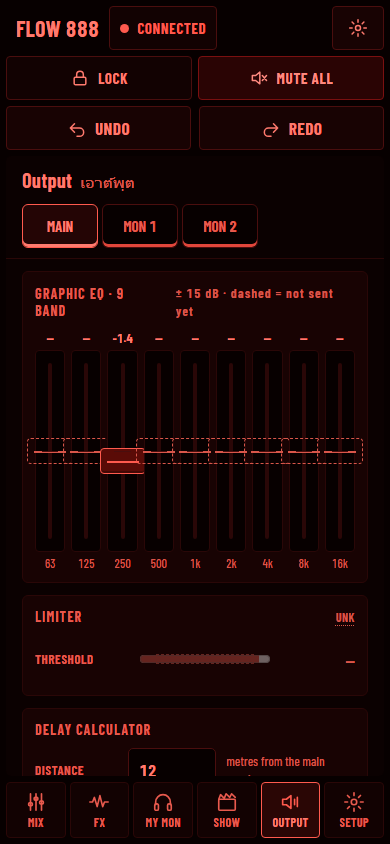 FLOW 888
CONNECTED
LOCK
MUTE ALL
UNDO
REDO
Output เอาต์พุต
MAIN
MON 1
MON 2
GRAPHIC EQ · 9 BAND
± 15 dB · dashed = not sent yet
– – -1.4 – – – – – –
63 125 250 500 1k 2k 4k 8k 16k
LIMITER
UNK
THRESHOLD
–
DELAY CALCULATOR
DISTANCE
12
metres from the main
MIX
FX
MY MON
SHOW
OUTPUT
SETUP